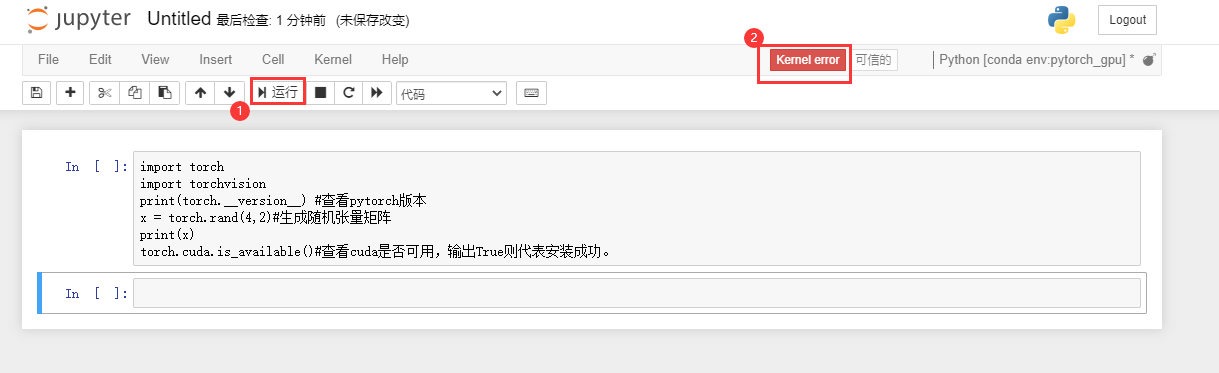 jupyter Untitled 最后检查: 1 分钟前 (未保存改变) Logout
2
File Edit View Insert Cell Kernel Help Kernel error 可信的 Python [conda env:pytorch_gpu] *
运行 代码
1
In [ ]: import torch
import torchvision
print(torch.__version__) #查看pytorch版本
x = torch.rand(4,2)#生成随机张量矩阵
print(x)
torch.cuda.is_available()#查看cuda是否可用，输出True则代表安装成功。
In [ ]: